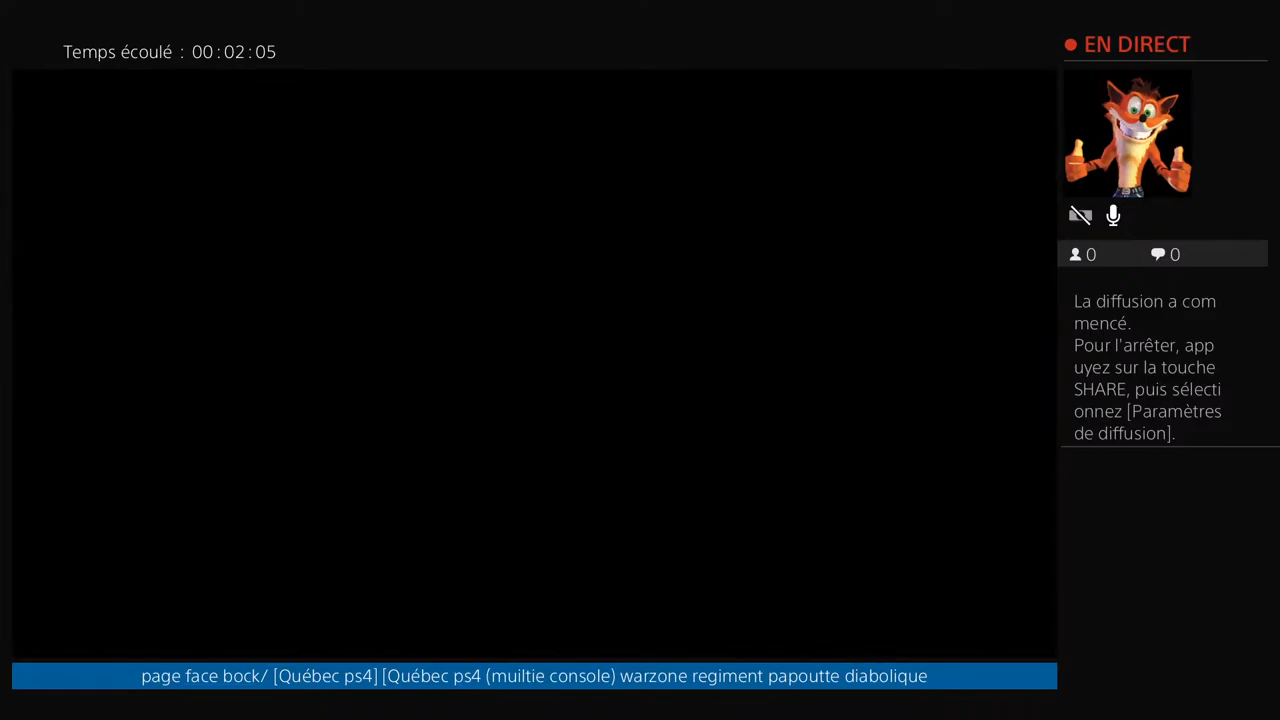 Temps écoulé : 00:02:05
EN DIRECT
0
0
La diffusion a com
mencé.
Pour l'arrêter, app
uyez sur la touche
SHARE, puis sélecti
onnez [Paramètres
de diffusion].
page face bock/ [Québec ps4] [Québec ps4 (muiltie console) warzone regiment papoutte diabolique